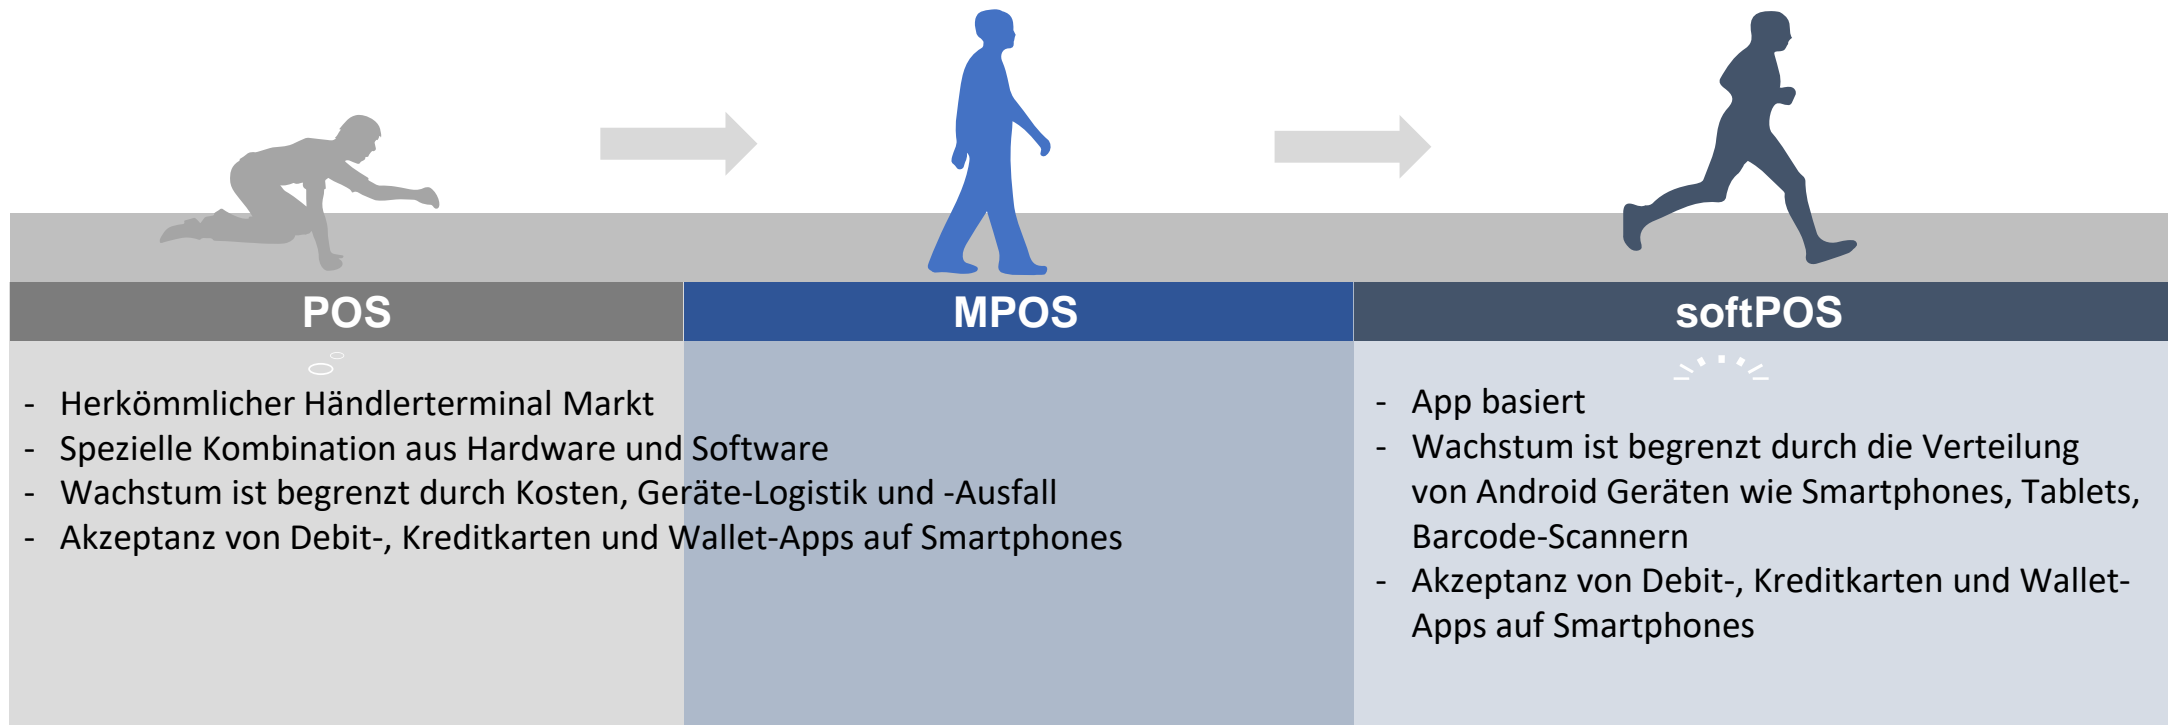 POS
MPOS
softPOS
- Herkömmlicher Händlerterminal Markt
- Spezielle Kombination aus Hardware und Software
- Wachstum ist begrenzt durch Kosten, Geräte-Logistik und -Ausfall
- Akzeptanz von Debit-, Kreditkarten und Wallet-Apps auf Smartphones
- App basiert
- Wachstum ist begrenzt durch die Verteilung
von Android Geräten wie Smartphones, Tablets,
Barcode-Scannern
- Akzeptanz von Debit-, Kreditkarten und Wallet-
Apps auf Smartphones